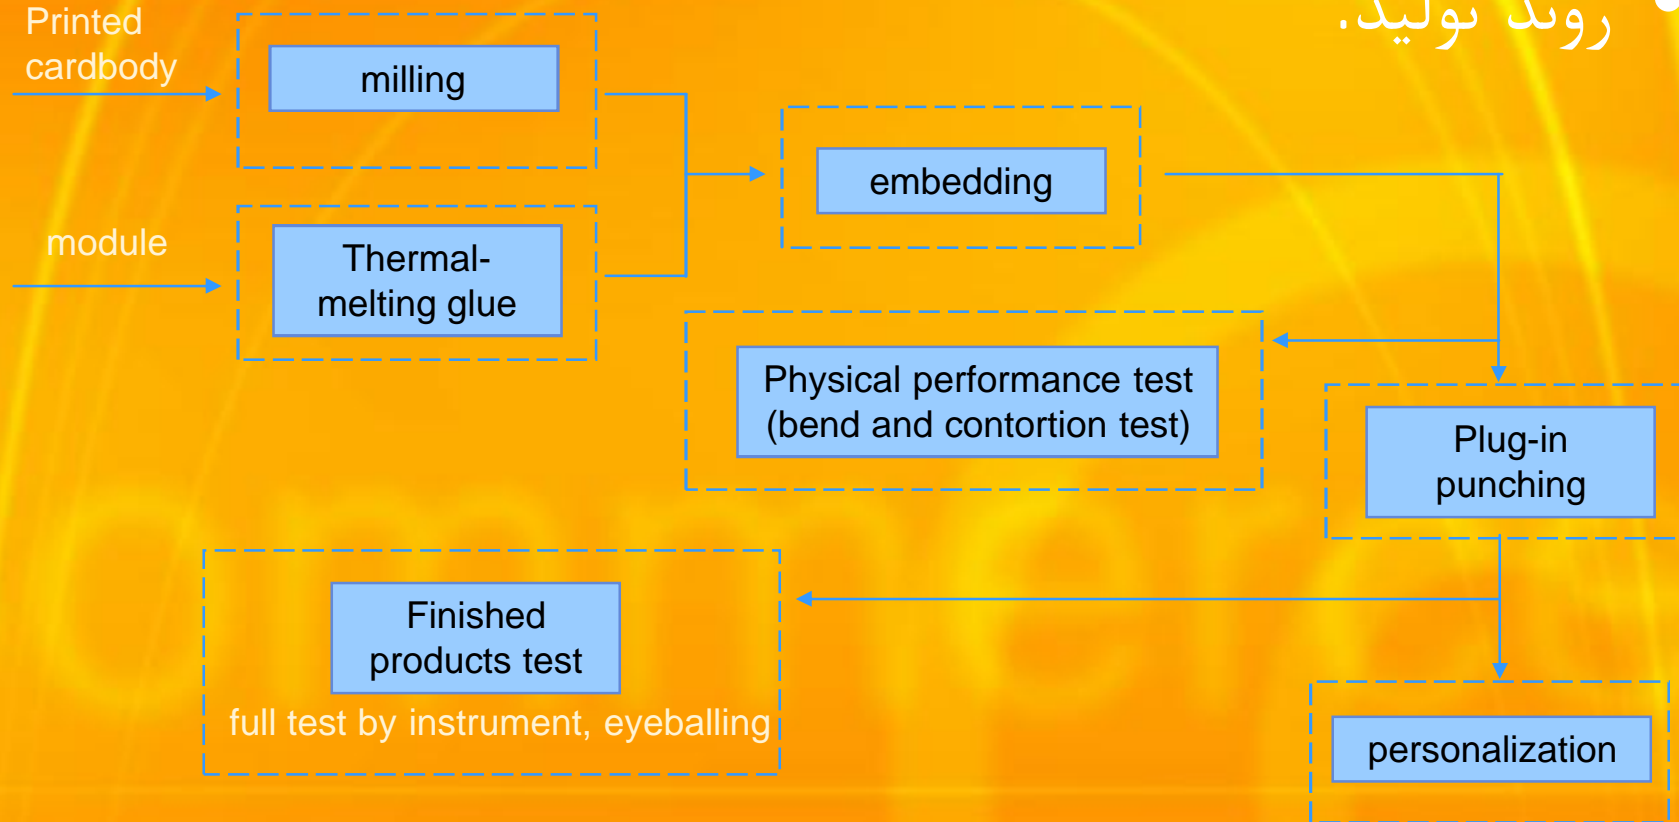 • روند تولید.
Printed
cardbody
milling
module
Thermal-
melting glue
embedding
Physical performance test
(bend and contortion test)
Plug-in
punching
Finished
products test
full test by instrument, eyeballing
personalization